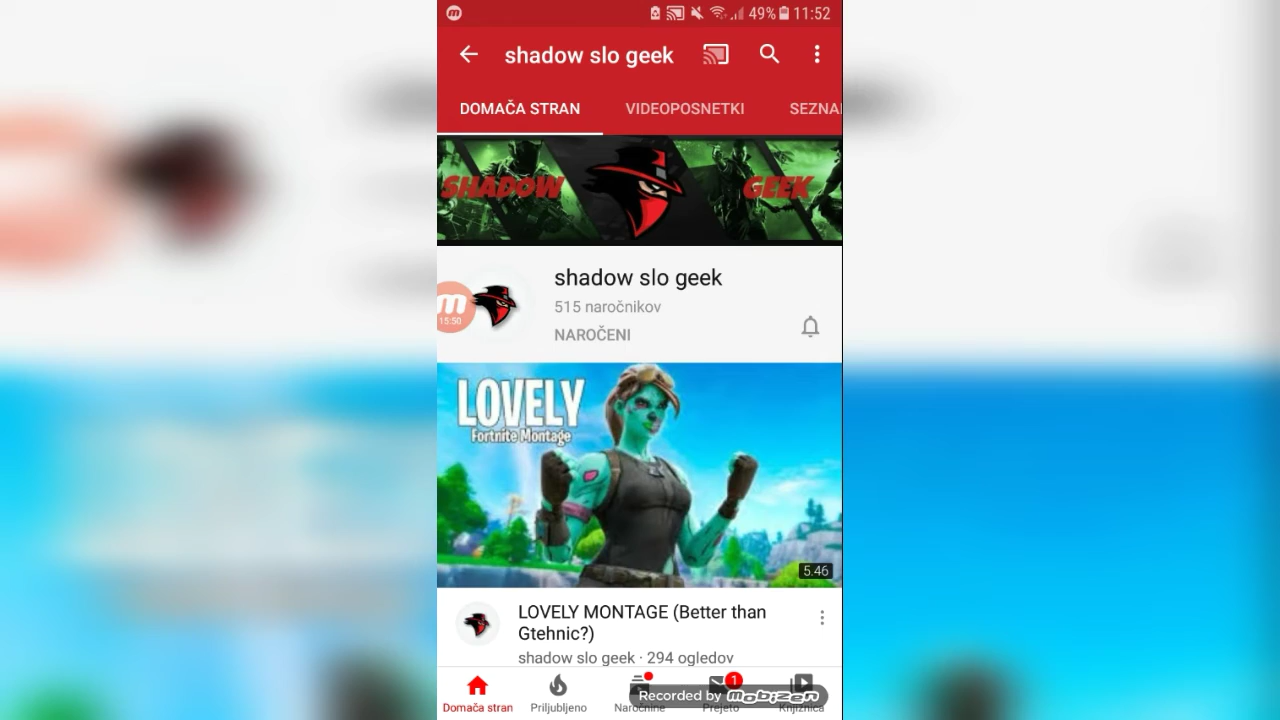 49% 11:52
shadow slo geek
DOMAČA STRAN VIDEOPOSNETKI SEZNA
SHADOW GEEK
shadow slo geek
515 naročnikov
NAROČENI
m
15:50
LOVELY
Fortnite Montage
5.46
LOVELY MONTAGE (Better than
Gtehnic?)
shadow slo geek · 294 ogledov
1
Recorded by mobizen
Domača stran Priljubljeno Naročnine Prejeto Knjižnica